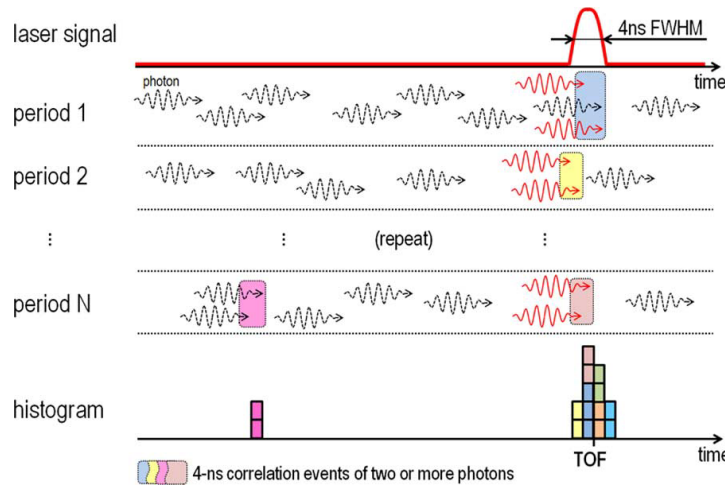 laser signal
4ns FWHM
time
photon
period 1
period 2
⋮ ⋮ (repeat) ⋮
period N
histogram
TOF
time
4-ns correlation events of two or more photons